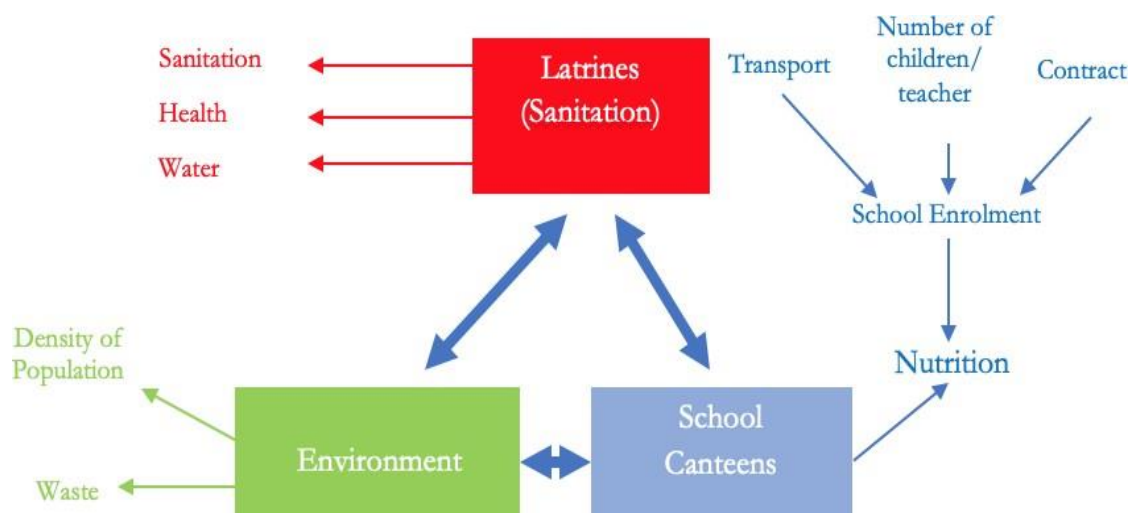 Sanitation
Health
Water
Latrines
(Sanitation)
Transport
Number of
children/
teacher
Contract
School Enrolment
Nutrition
Density of
Population
Waste
Environment
School
Canteens